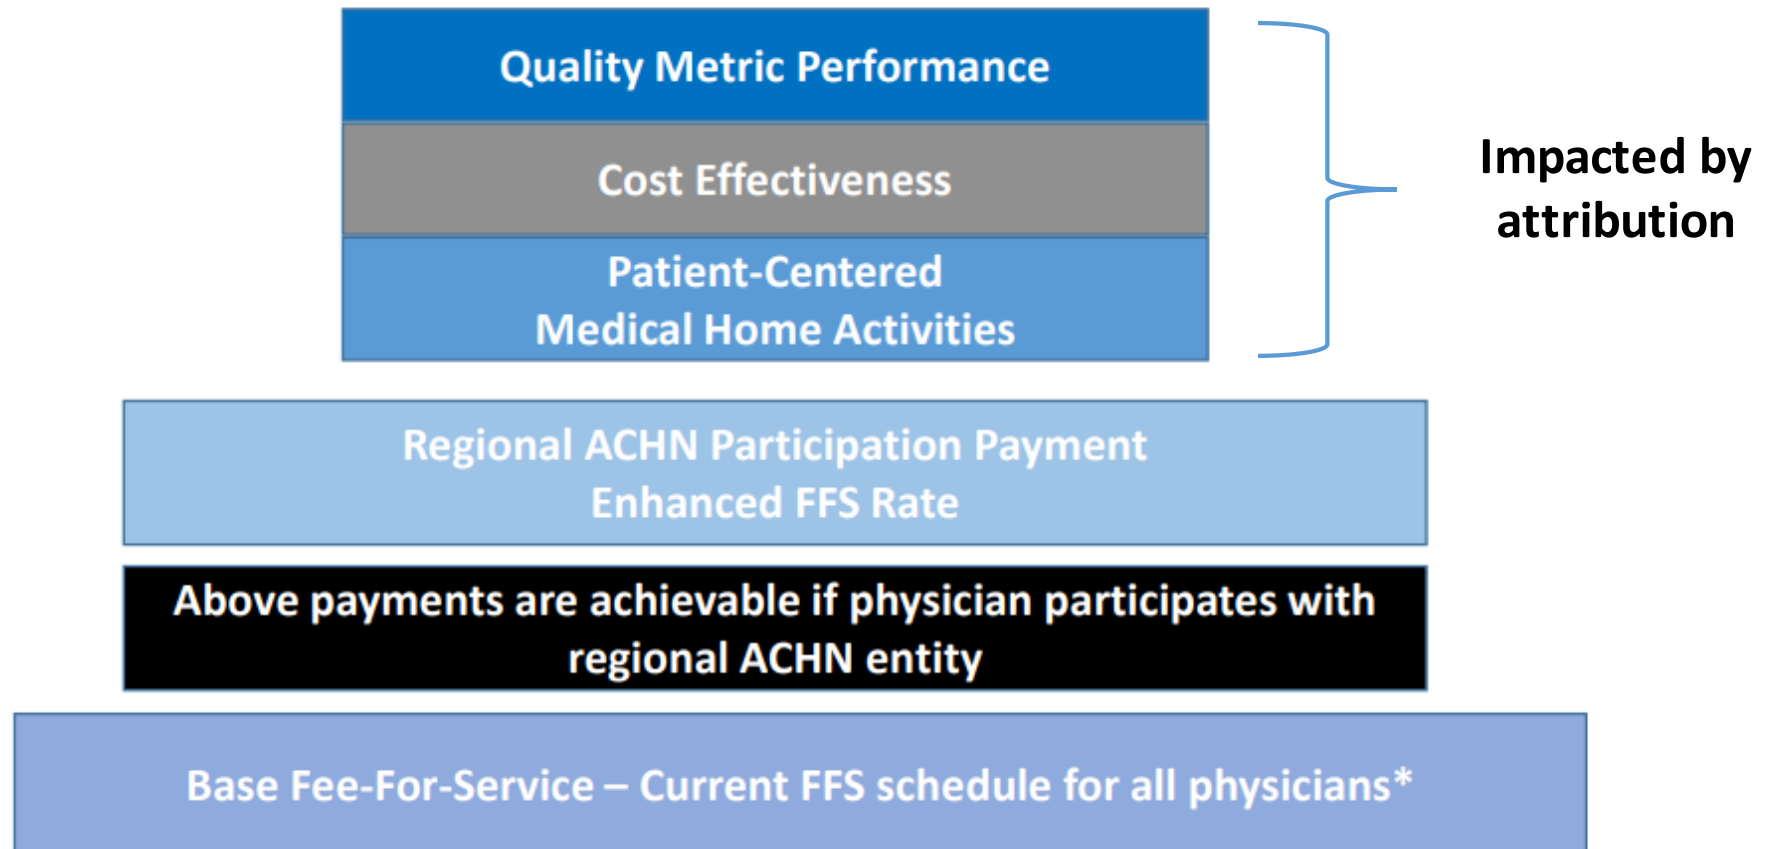 Quality Metric Performance
Cost Effectiveness
Patient-Centered
Medical Home Activities
Impacted by
attribution
Regional ACHN Participation Payment
Enhanced FFS Rate
Above payments are achievable if physician participates with
regional ACHN entity
Base Fee-For-Service – Current FFS schedule for all physicians*